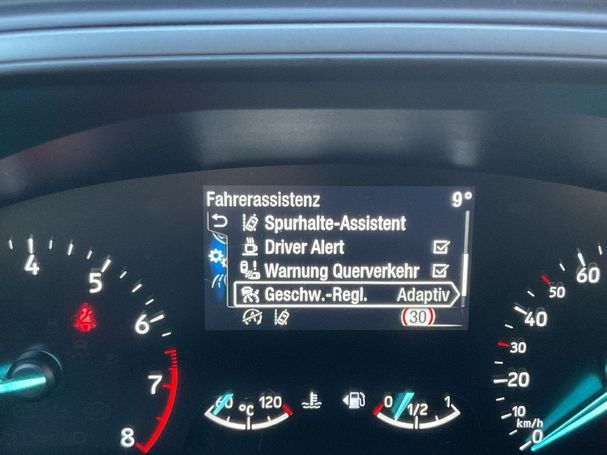 Fahrerassistenz 9°
Spurhalte-Assistent
Driver Alert
Warnung Querverkehr
Geschw.-Regl. Adaptiv
30
4
5
6
7
8
60 °C 120
0 1/2 1
60
50
40
30
20
10
km/h
0